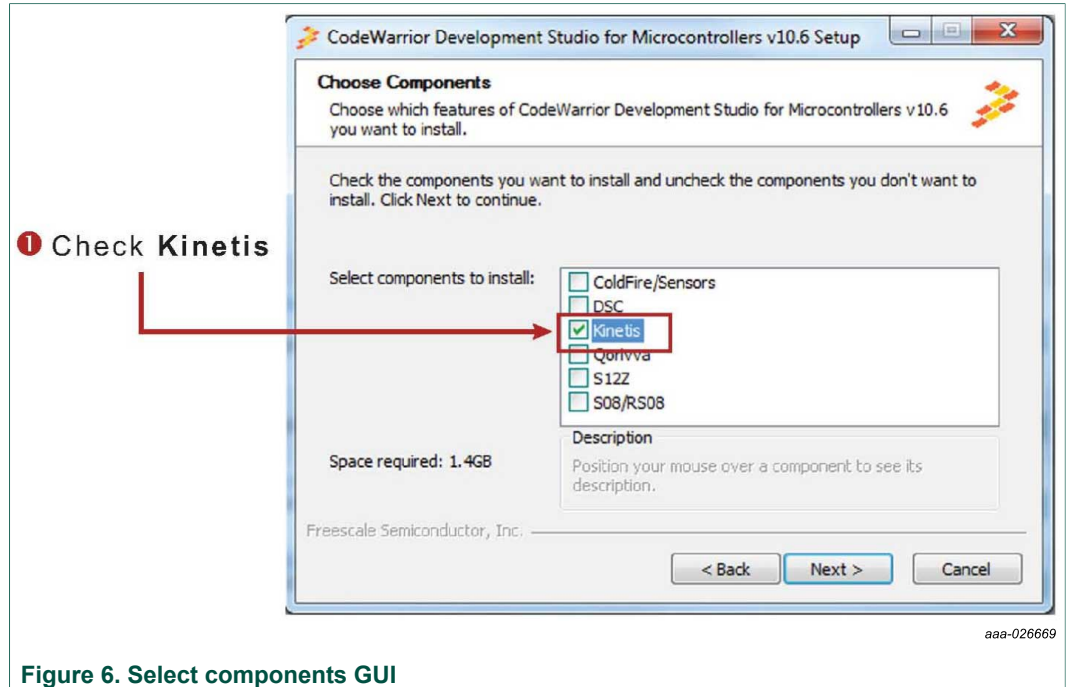 CodeWarrior Development Studio for Microcontrollers v10.6 Setup
Choose Components
Choose which features of CodeWarrior Development Studio for Microcontrollers v10.6
you want to install.
Check the components you want to install and uncheck the components you don't want to
install. Click Next to continue.
1 Check Kinetis
Select components to install:
ColdFire/Sensors
DSC
Kinetis
Qorivva
S12Z
S08/RS08
Space required: 1.4GB
Description
Position your mouse over a component to see its
description.
Freescale Semiconductor, Inc.
< Back
Next >
Cancel
aaa-026669
Figure 6. Select components GUI